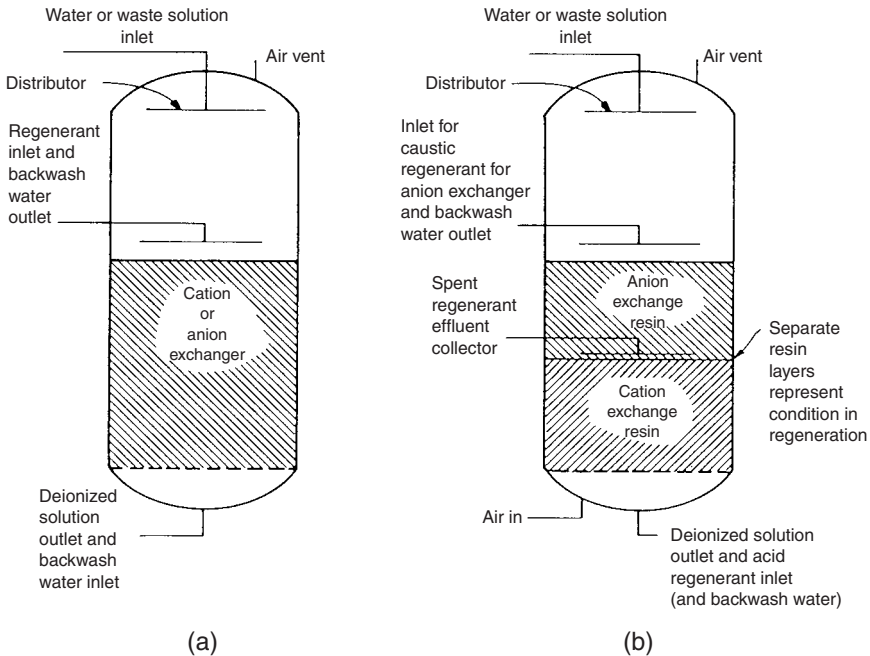 Water or waste solution
inlet
Air vent
Distributor
Regenerant
inlet and
backwash
water
outlet
Cation
or
anion
exchanger
Deionized
solution
outlet and
backwash
water inlet
(a)
Water or waste solution
inlet
Air vent
Distributor
Inlet for
caustic
regenerant for
anion exchanger
and backwash
water outlet
Anion
exchange
resin
Spent
regenerant
effluent
collector
Separate
resin
layers
represent
condition in
regeneration
Cation
exchange
resin
Air in
Deionized solution
outlet and acid
regenerant inlet
(and backwash water)
(b)